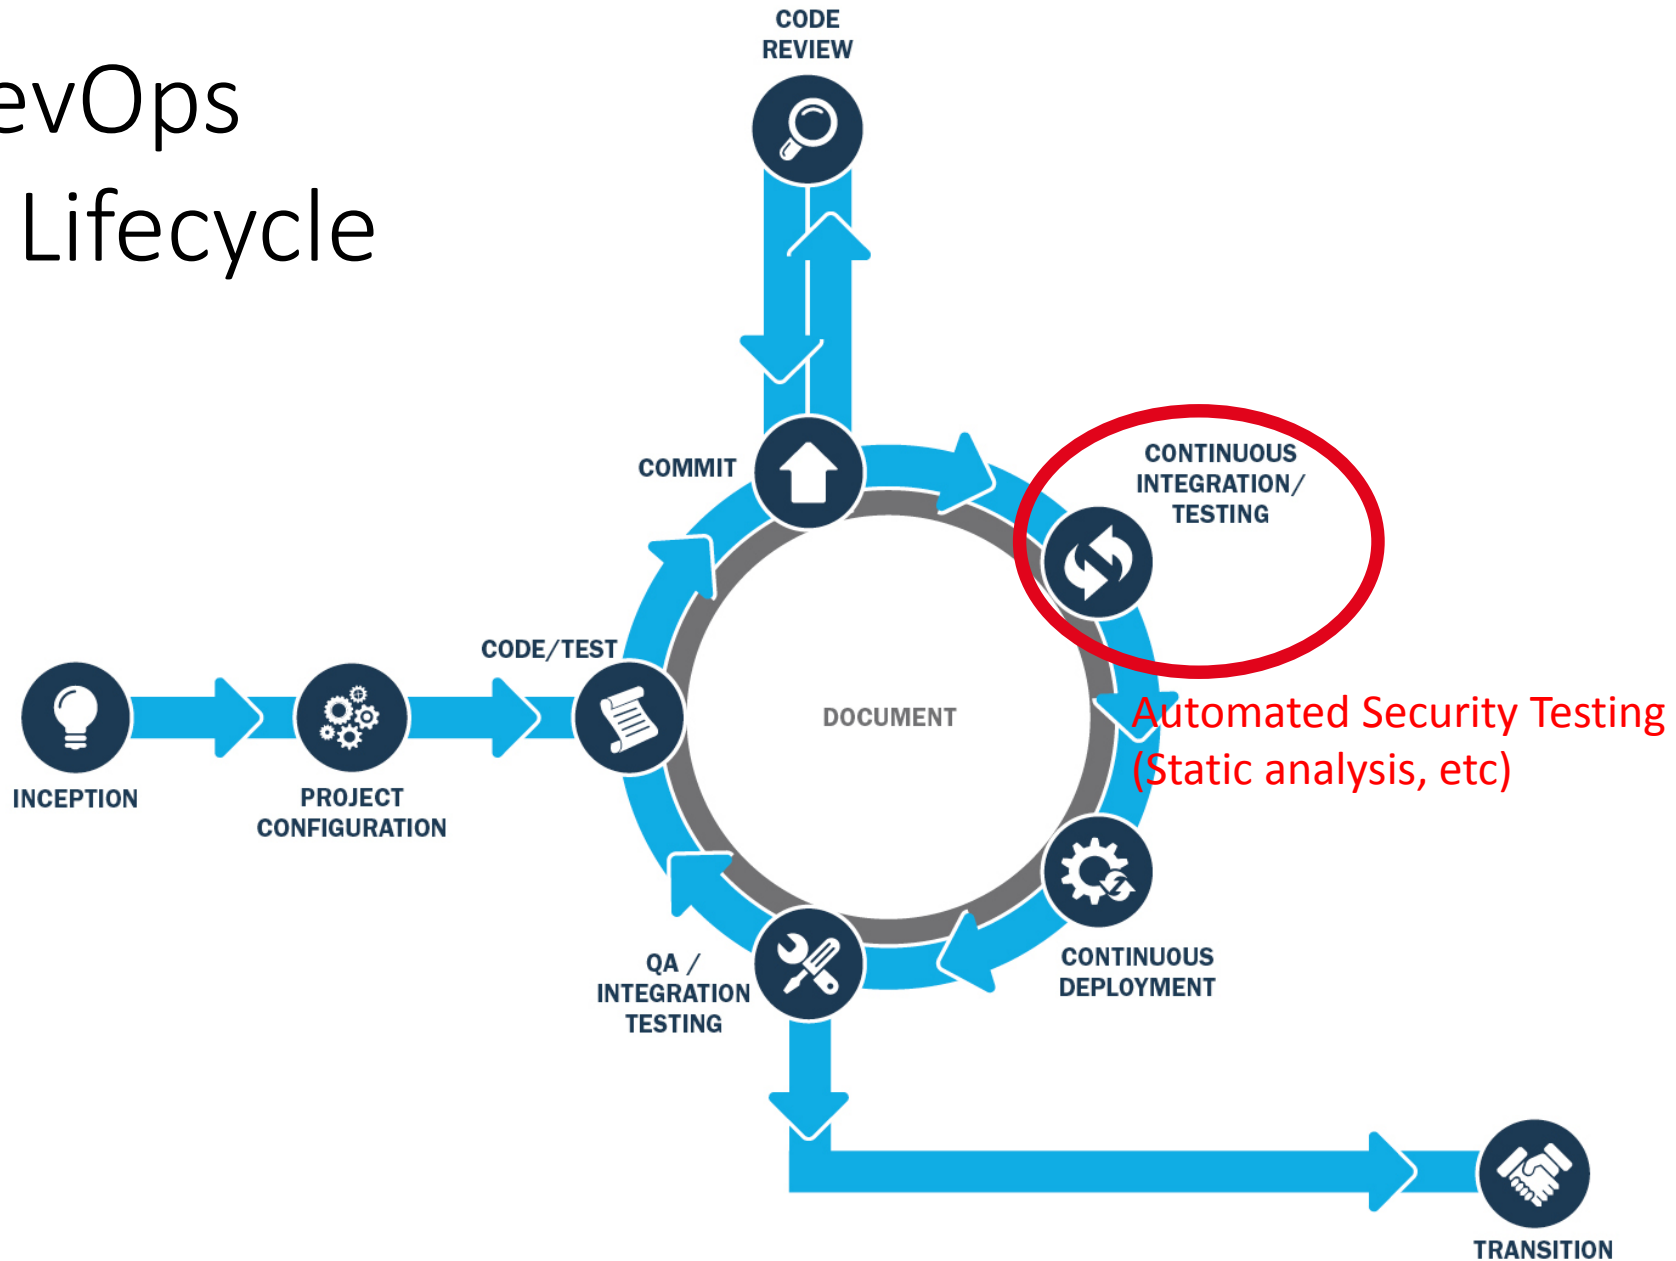 evOps
Lifecycle
CODE
REVIEW
COMMIT
CONTINUOUS
INTEGRATION/
TESTING
CODE/TEST
DOCUMENT
Automated Security Testing
(Static analysis, etc)
INCEPTION
PROJECT
CONFIGURATION
QA /
INTEGRATION
TESTING
CONTINUOUS
DEPLOYMENT
TRANSITION